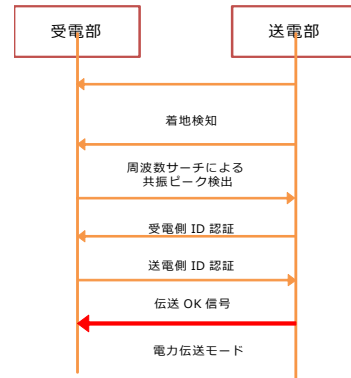 受電部
送電部
着地検知
周波数サーチによる
共振ピーク検出
受電側 ID 認証
送電側 ID 認証
伝送 OK 信号
電力伝送モード